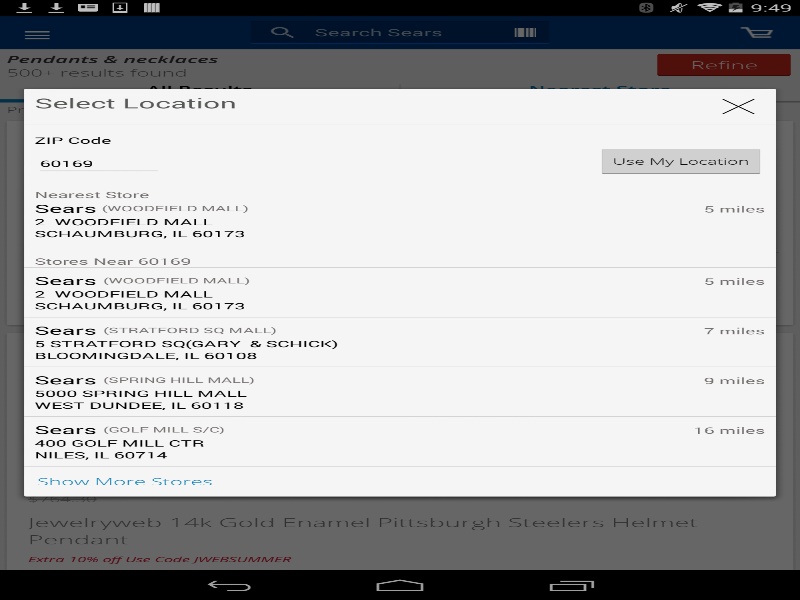 9:49
Search Sears
Pendants & necklaces
500+ results found
Refine
All Results
Nearest Store
Select Location
ZIP Code
60169
Use My Location
Nearest Store
Sears (WOODFIELD MALL)
5 miles
2 WOODFIELD MALL
SCHAUMBURG, IL 60173
Stores Near 60169
Sears (WOODFIELD MALL)
5 miles
2 WOODFIELD MALL
SCHAUMBURG, IL 60173
Sears (STRATFORD SQ MALL)
7 miles
5 STRATFORD SQ(GARY & SCHICK)
BLOOMINGDALE, IL 60108
Sears (SPRING HILL MALL)
9 miles
5000 SPRING HILL MALL
WEST DUNDEE, IL 60118
Sears (GOLF MILL S/C)
16 miles
400 GOLF MILL CTR
NILES, IL 60714
Show More Stores
Jewelryweb 14k Gold Enamel Pittsburgh Steelers Helmet
Pendant
Extra 10% off Use Code JWEBSUMMER